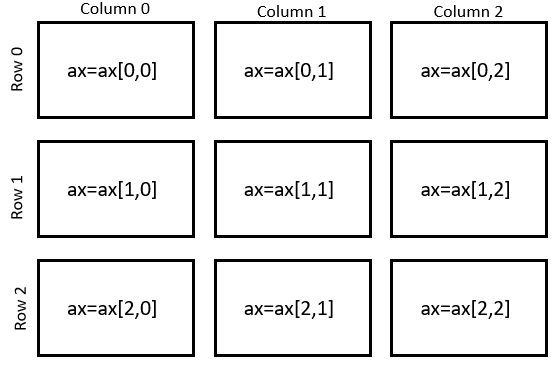 Column 0
Column 1
Column 2
Row 0
ax=ax[0,0]
ax=ax[0,1]
ax=ax[0,2]
Row 1
ax=ax[1,0]
ax=ax[1,1]
ax=ax[1,2]
Row 2
ax=ax[2,0]
ax=ax[2,1]
ax=ax[2,2]